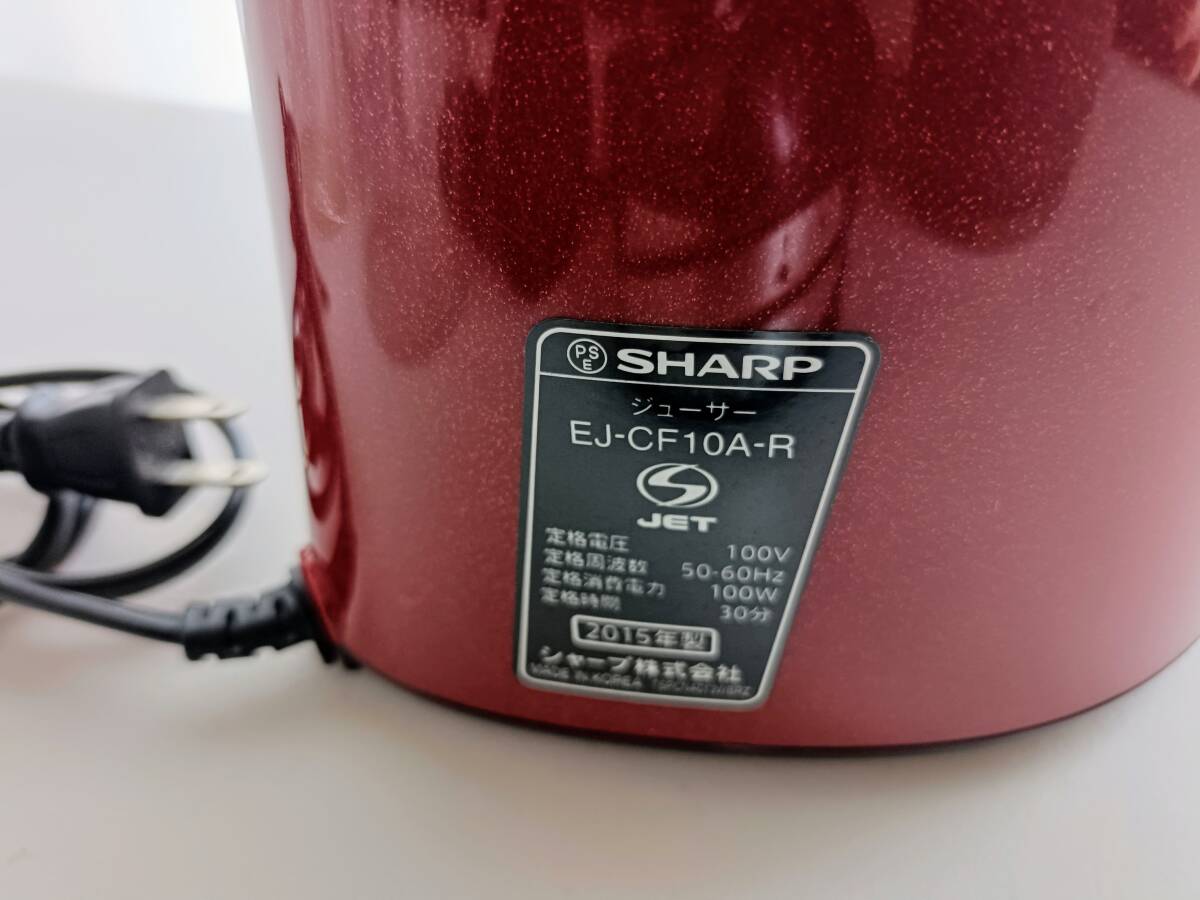 PS E SHARP
ジューサー
EJ-CF10A-R
JET
定格電圧 100V
定格周波数 50-60Hz
定格消費電力 100W
定格時間 30分
2015年製
シャープ株式会社
MADE IN KOREA